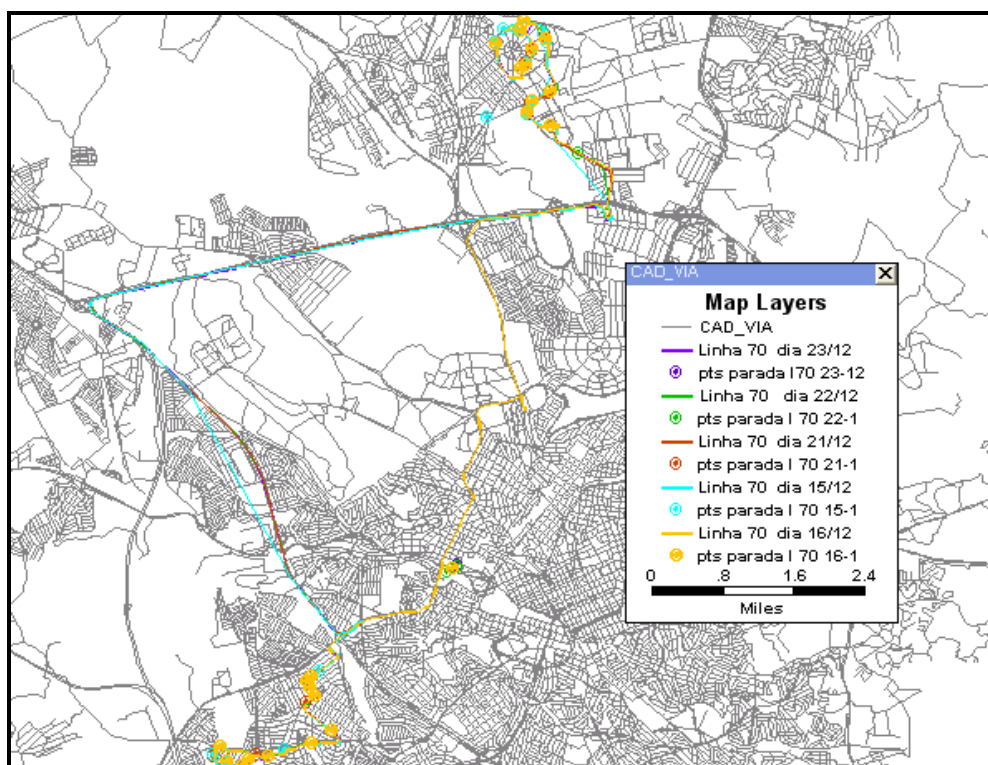 CAD_VIA
Map Layers
CAD_VIA
Linha 70 dia 23/12
pts parada l70 23-12
Linha 70 dia 22/12
pts parada l 70 22-1
Linha 70 dia 21/12
pts parada l 70 21-1
Linha 70 dia 15/12
pts parada l 70 15-1
Linha 70 dia 16/12
pts parada l 70 16-1
0 .8 1.6 2.4
Miles